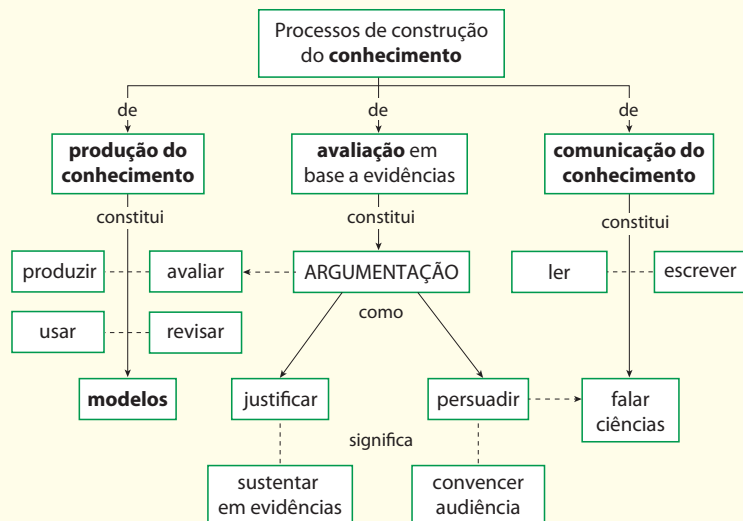 Processos de construção
do conhecimento
de
de
de
produção do
conhecimento
avaliação em
base a evidências
comunicação do
conhecimento
constitui
constitui
constitui
produzir
avaliar
ARGUMENTAÇÃO
ler
escrever
como
usar
revisar
modelos
justificar
persuadir
falar
ciências
significa
sustentar
em evidências
convencer
audiência